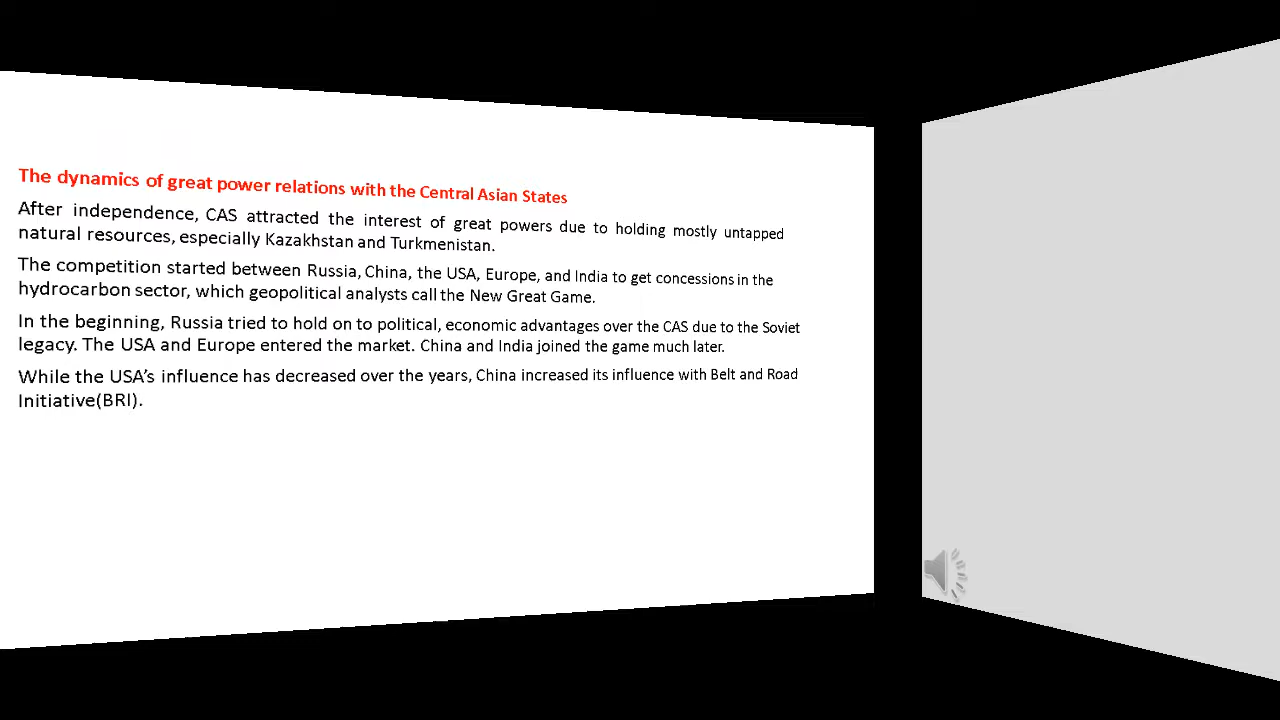 The dynamics of great power relations with the Central Asian States
After independence, CAS attracted the interest of great powers due to holding mostly untapped
natural resources, especially Kazakhstan and Turkmenistan.
The competition started between Russia, China, the USA, Europe, and India to get concessions in the
hydrocarbon sector, which geopolitical analysts call the New Great Game.
In the beginning, Russia tried to hold on to political, economic advantages over the CAS due to the Soviet
legacy. The USA and Europe entered the market. China and India joined the game much later.
While the USA’s influence has decreased over the years, China increased its influence with Belt and Road
Initiative(BRI).